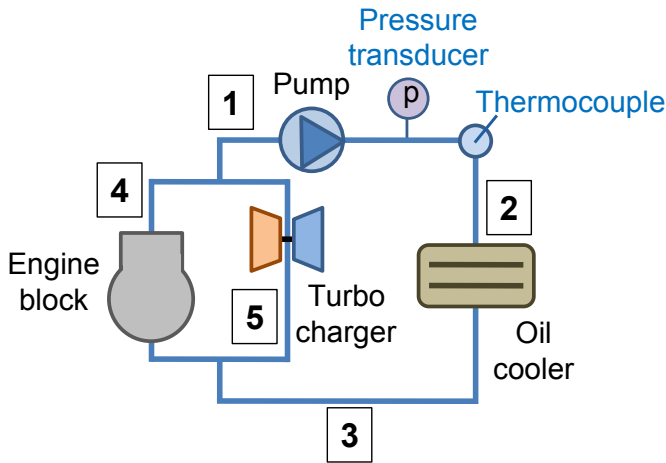 Pressure
transducer
Pump
1
p
Thermocouple
4
2
Engine
block
5
Turbo
charger
Oil
cooler
3